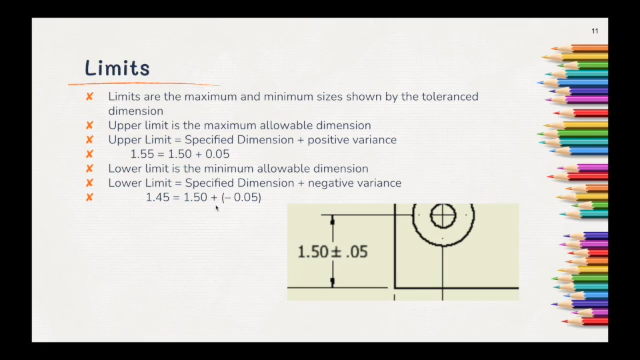 11
Limits
✘ Limits are the maximum and minimum sizes shown by the toleranced
dimension
✘ Upper limit is the maximum allowable dimension
✘ Upper Limit = Specified Dimension + positive variance
✘ 1.55 = 1.50 + 0.05
✘ Lower limit is the minimum allowable dimension
✘ Lower Limit = Specified Dimension + negative variance
✘ 1.45 = 1.50 + (– 0.05)
1.50 ± .05